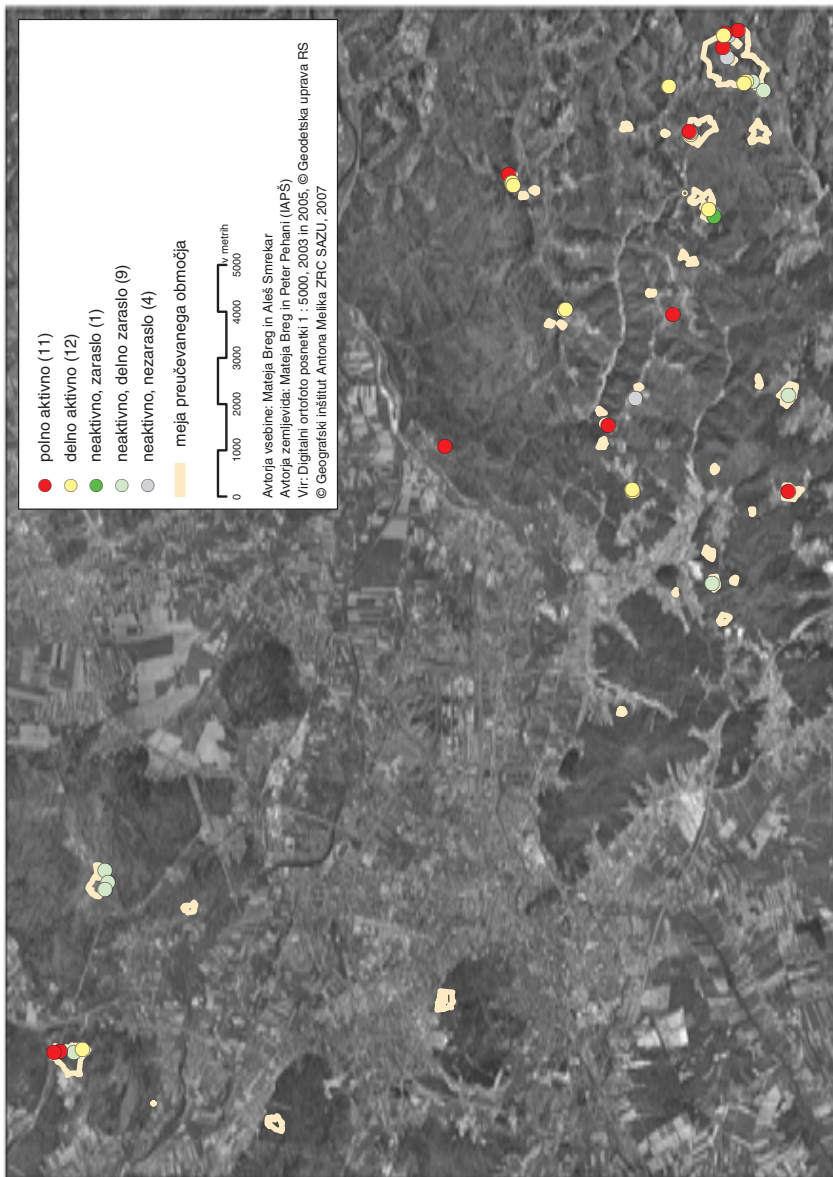 polno aktivno (11)
delno aktivno (12)
neaktivno, zaraslo (1)
neaktivno, delno zaraslo (9)
neaktivno, nezaraslo (4)
meja preučevanega območja
0 1000 2000 3000 4000 5000
v metrih
Avtorja vsebine: Mateja Breg in Aleš Smrekar
Avtorja zemljevida: Mateja Breg in Peter Pehani (IAPŠ)
Vir: Digitalni ortofoto posnetki 1 : 5000, 2003 in 2005, © Geodetska uprava RS
© Geografski inštitut Antona Melika ZRC SAZU, 2007